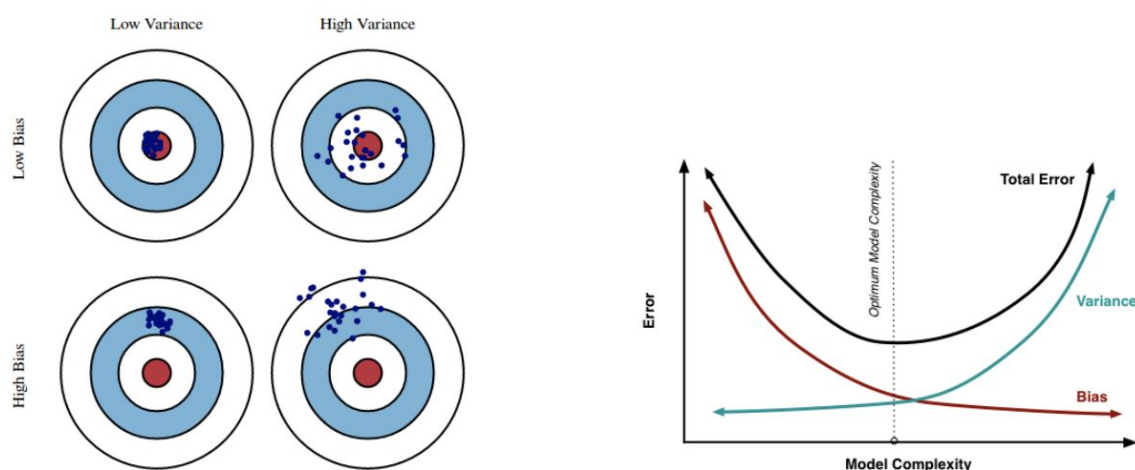 Low Variance
High Variance
Low Bias
High Bias
Error
Optimum Model Complexity
Total Error
Variance
Bias
Model Complexity